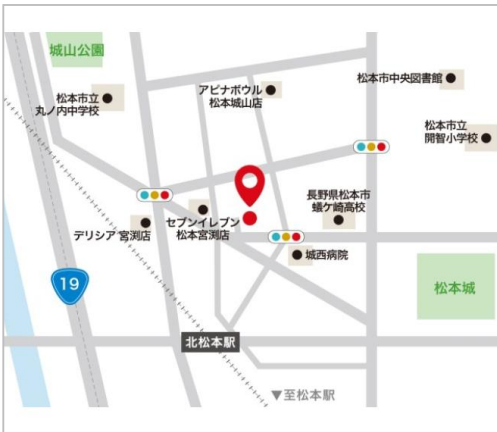 城山公園
松本市立
丸ノ内中学校
アピナボウル
松本城山店
松本市中央図書館
松本市立
開智小学校
長野県松本市
蟻ケ崎高校
セブンイレブン
松本宮渕店
デリシア 宮渕店
城西病院
19
松本城
北松本駅
▼至松本駅